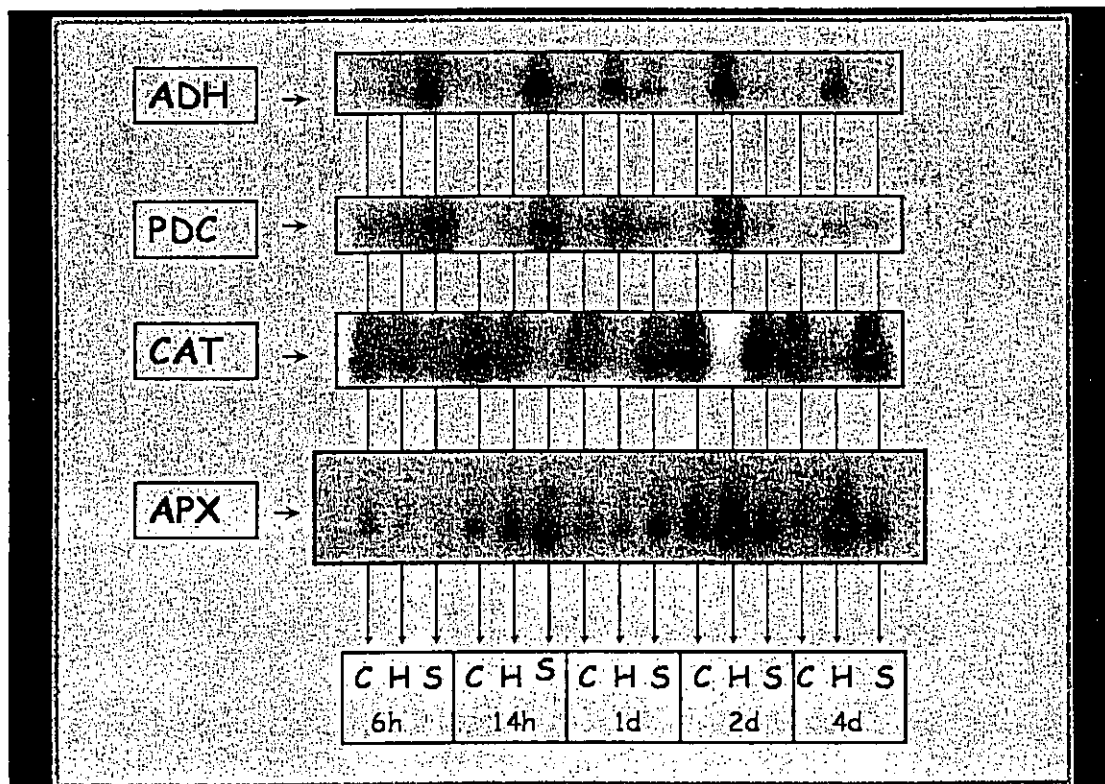 ADH →
PDC →
CAT →
APX →
C H S C H S C H S C H S C H S
6h 14h 1d 2d 4d